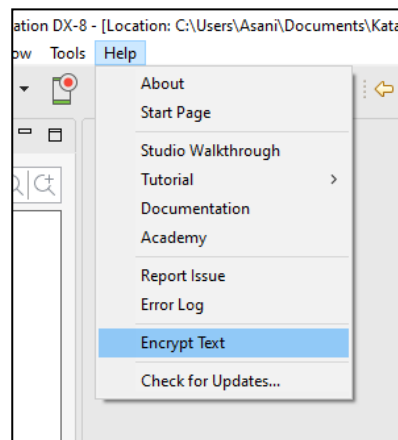 ation DX-8 - [Location: C:\Users\Asani\Documents\Kata
ow Tools Help
About
Start Page
Studio Walkthrough
Tutorial
Documentation
Academy
Report Issue
Error Log
Encrypt Text
Check for Updates...